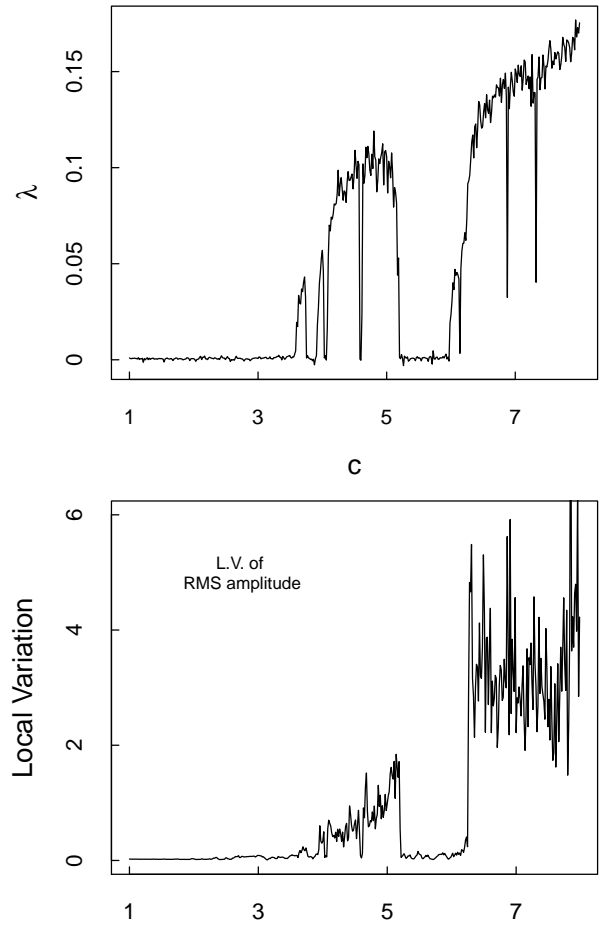 0.15
0.1
0.05
0
λ
1 3 5 7
c
6
4
2
0
Local Variation
L.V. of
RMS amplitude
1 3 5 7